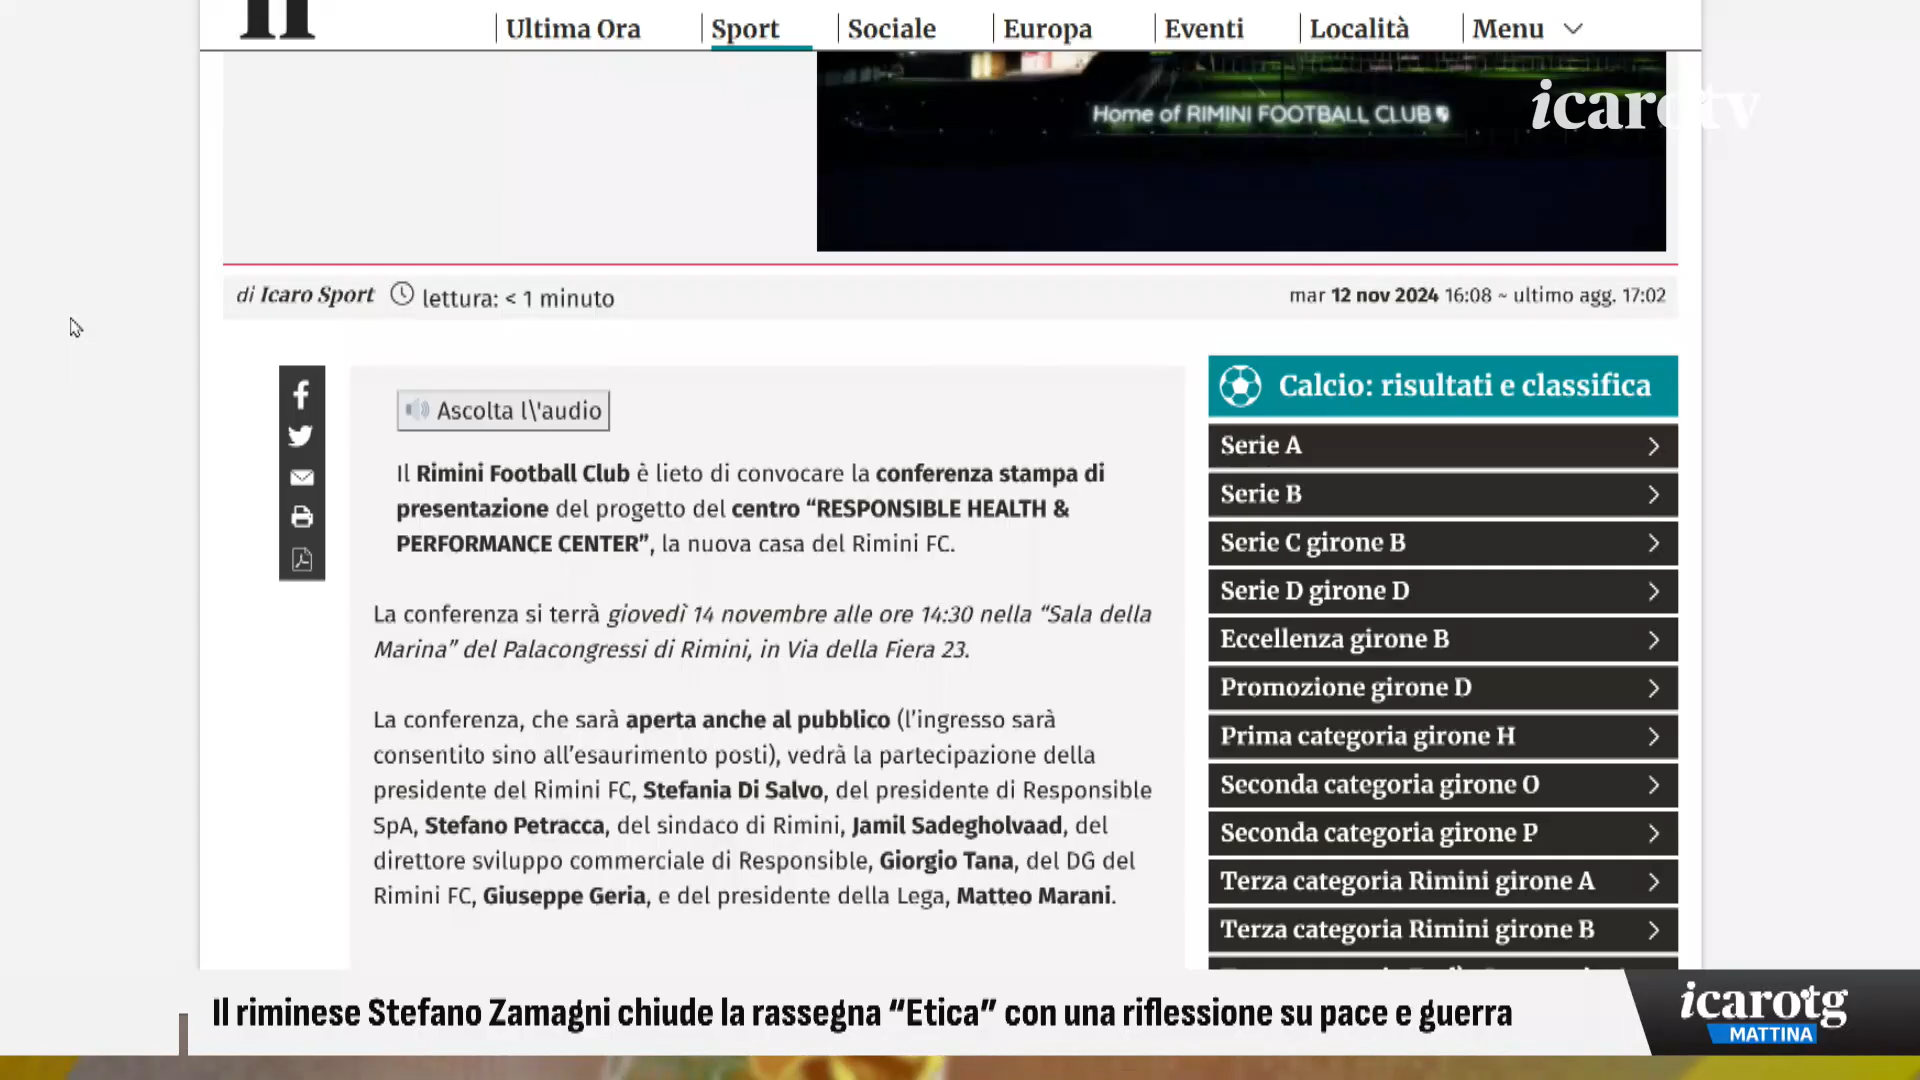 Ultima Ora
Sport
Sociale
Europa
Eventi
Località
Menu
Home of RIMINI FOOTBALL CLUB
icarotv
di Icaro Sport lettura: < 1 minuto
mar 12 nov 2024 16:08 ~ ultimo agg. 17:02
Ascolta l\'audio
Il Rimini Football Club è lieto di convocare la conferenza stampa di
presentazione del progetto del centro “RESPONSIBLE HEALTH &
PERFORMANCE CENTER”, la nuova casa del Rimini FC.
La conferenza si terrà giovedì 14 novembre alle ore 14:30 nella “Sala della
Marina” del Palacongressi di Rimini, in Via della Fiera 23.
La conferenza, che sarà aperta anche al pubblico (l’ingresso sarà
consentito sino all’esaurimento posti), vedrà la partecipazione della
presidente del Rimini FC, Stefania Di Salvo, del presidente di Responsible
SpA, Stefano Petracca, del sindaco di Rimini, Jamil Sadegholvaad, del
direttore sviluppo commerciale di Responsible, Giorgio Tana, del DG del
Rimini FC, Giuseppe Geria, e del presidente della Lega, Matteo Marani.
Calcio: risultati e classifica
Serie A
Serie B
Serie C girone B
Serie D girone D
Eccellenza girone B
Promozione girone D
Prima categoria girone H
Seconda categoria girone O
Seconda categoria girone P
Terza categoria Rimini girone A
Terza categoria Rimini girone B
Il riminese Stefano Zamagni chiude la rassegna “Etica” con una riflessione su pace e guerra
icarotg
MATTINA